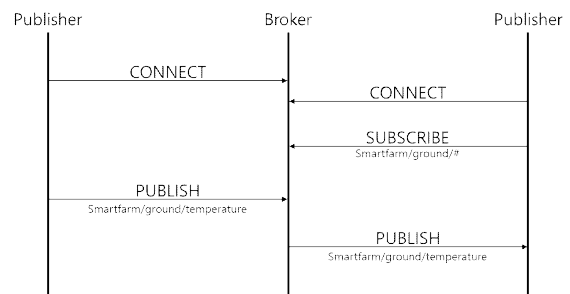 Publisher
Broker
Publisher
CONNECT
CONNECT
SUBSCRIBE
Smartfarm/ground/#
PUBLISH
Smartfarm/ground/temperature
PUBLISH
Smartfarm/ground/temperature